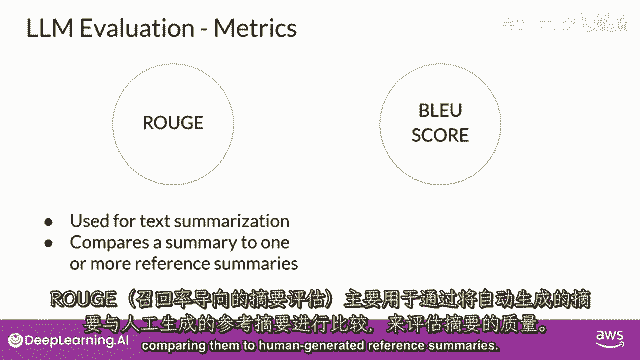 LLM Evaluation - Metrics
ROUGE
BLEU
SCORE
● Used for text summarization
● Compares a summary to one
or more reference summaries
ROUGE（召回率导向的摘要评估）主要用于通过将自动生成的摘
要与人工生成的参考摘要进行比较，来评估摘要的质量。
comparing them to human-generated reference summaries.
DeepLearning.AI
aws